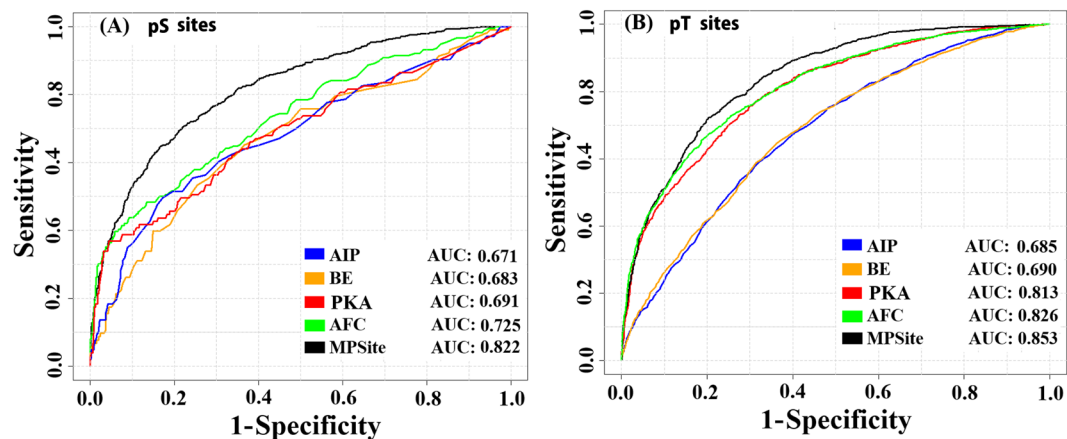 (A) pS sites
Sensitivity
1.0
0.8
0.6
0.4
0.2
0.0
AIP AUC: 0.671
BE AUC: 0.683
PKA AUC: 0.691
AFC AUC: 0.725
MPSite AUC: 0.822
0.0 0.2 0.4 0.6 0.8 1.0
1-Specificity
(B) pT sites
Sensitivity
1.0
0.8
0.4
0.6
0.2
0.0
AIP AUC: 0.685
BE AUC: 0.690
PKA AUC: 0.813
AFC AUC: 0.826
MPSite AUC: 0.853
0.0 0.2 0.4 0.6 0.8 1.0
1-Specificity